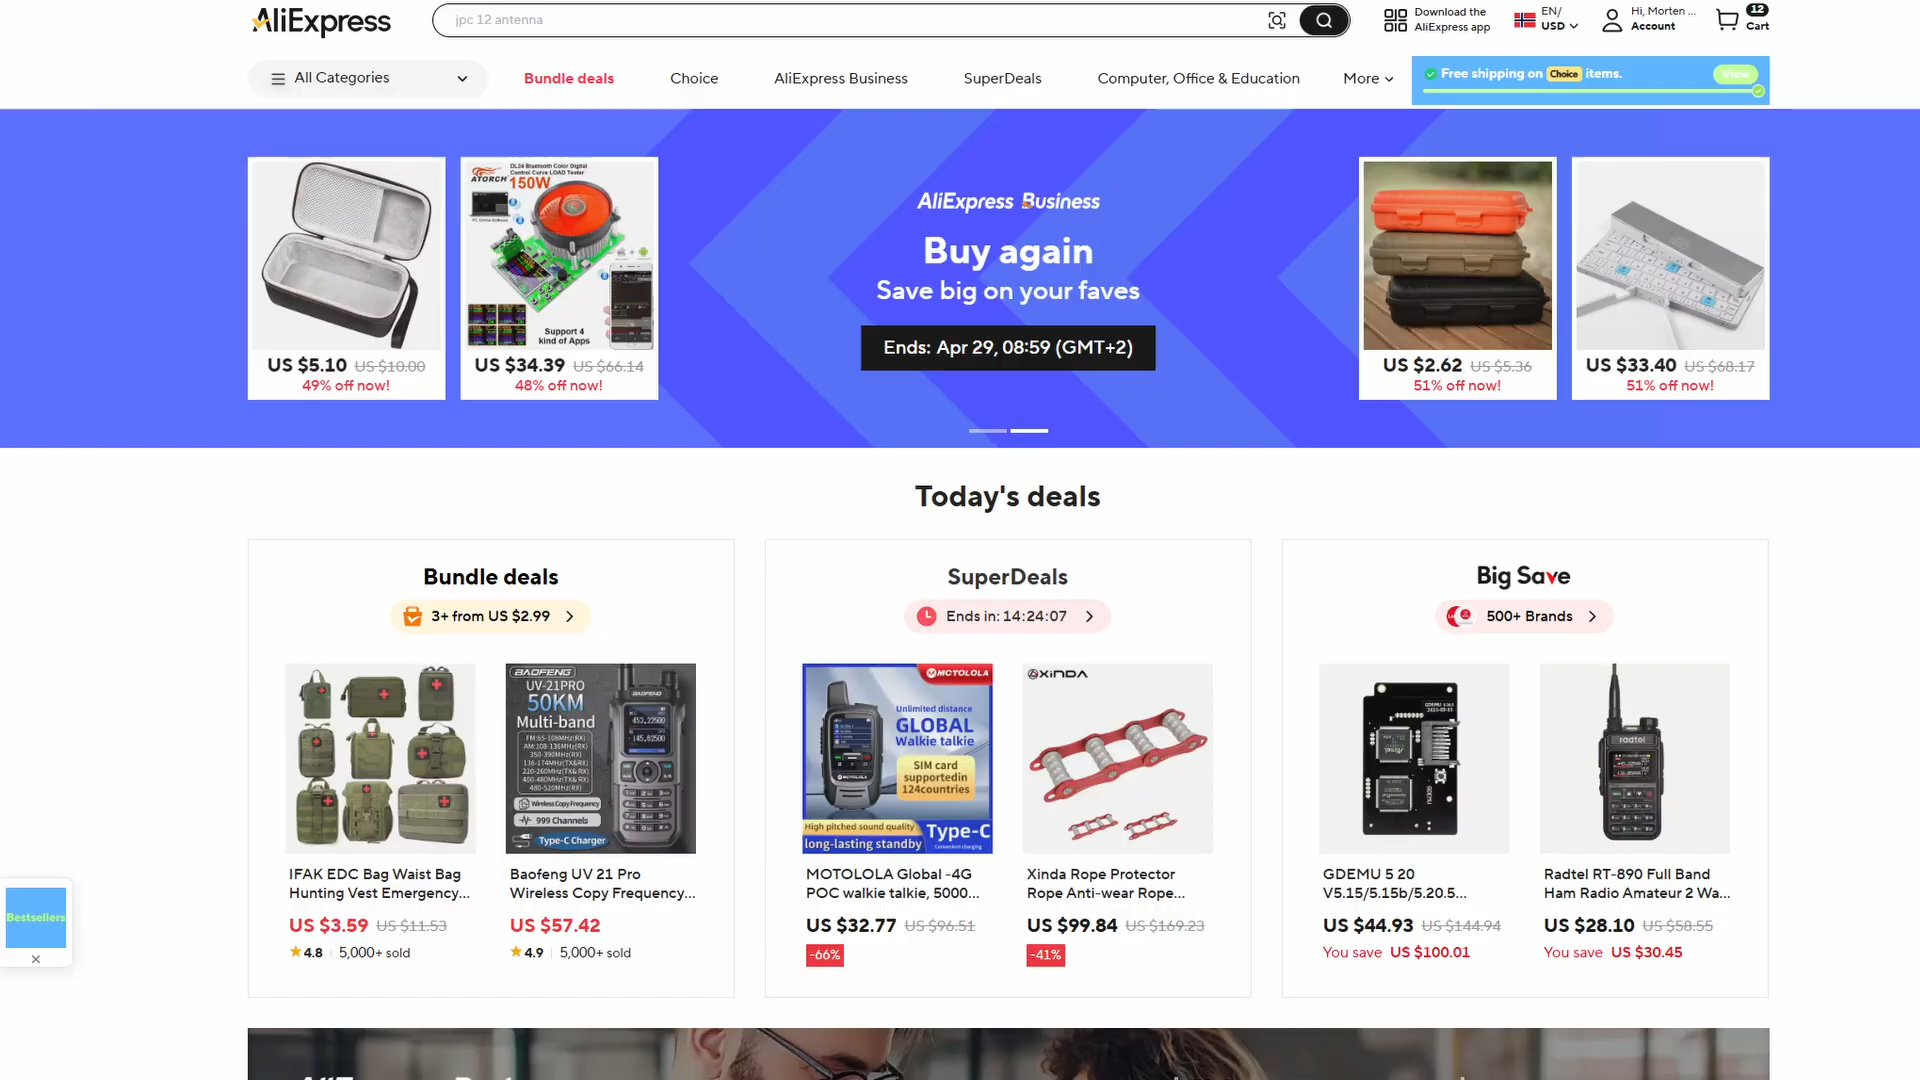 AliExpress
jpc 12 antenna
Download the
AliExpress app
EN/
USD
Hi, Morten ...
Account
12
Cart
All Categories
Bundle deals
Choice
AliExpress Business
SuperDeals
Computer, Office & Education
More
Free shipping on Choice items.
View
DL24 Bluetooth Color Digital
Control Curve LOAD Tester
ATORCH
150W
Support 4
kind of Apps
US $5.10 US $10.00
49% off now!
US $34.39 US $66.14
48% off now!
AliExpress Business
Buy again
Save big on your faves
Ends: Apr 29, 08:59 (GMT+2)
US $2.62 US $5.36
51% off now!
US $33.40 US $68.17
51% off now!
Today's deals
Bundle deals
3+ from US $2.99
SuperDeals
Ends in: 14:24:07
Big Save
500+ Brands
BAOFENG
UV-21PRO
50KM
Multi-band
FM:65-108MHz(RX)
AM:108-136MHz(RX)
350-390MHz(RX)
136-174MHz(TX&RX)
220-260MHz(TX& RX)
400-480MHz(TX& RX)
480-520MHz(RX)
Wireless Copy Frequency
999 Channels
Type-C Charger
BAOFENG
MOTOLOLA
Unlimited distance
GLOBAL
Walkie talkie
SIM card
supportedin
124countries
High pitched sound quality
long-lasting standby
Type-C
Convenient charging
XINDA
GDEMU
radtel
IFAK EDC Bag Waist Bag
Hunting Vest Emergency...
US $3.59 US $11.53
4.8 5,000+ sold
Baofeng UV 21 Pro
Wireless Copy Frequency...
US $57.42
4.9 5,000+ sold
MOTOLOLA Global -4G
POC walkie talkie, 5000...
US $32.77 US $96.51
-66%
Xinda Rope Protector
Rope Anti-wear Rope...
US $99.84 US $169.23
-41%
GDEMU 5 20
V5.15/5.15b/5.20.5...
US $44.93 US $144.94
You save US $100.01
Radtel RT-890 Full Band
Ham Radio Amateur 2 Wa...
US $28.10 US $58.55
You save US $30.45
Bestsellers